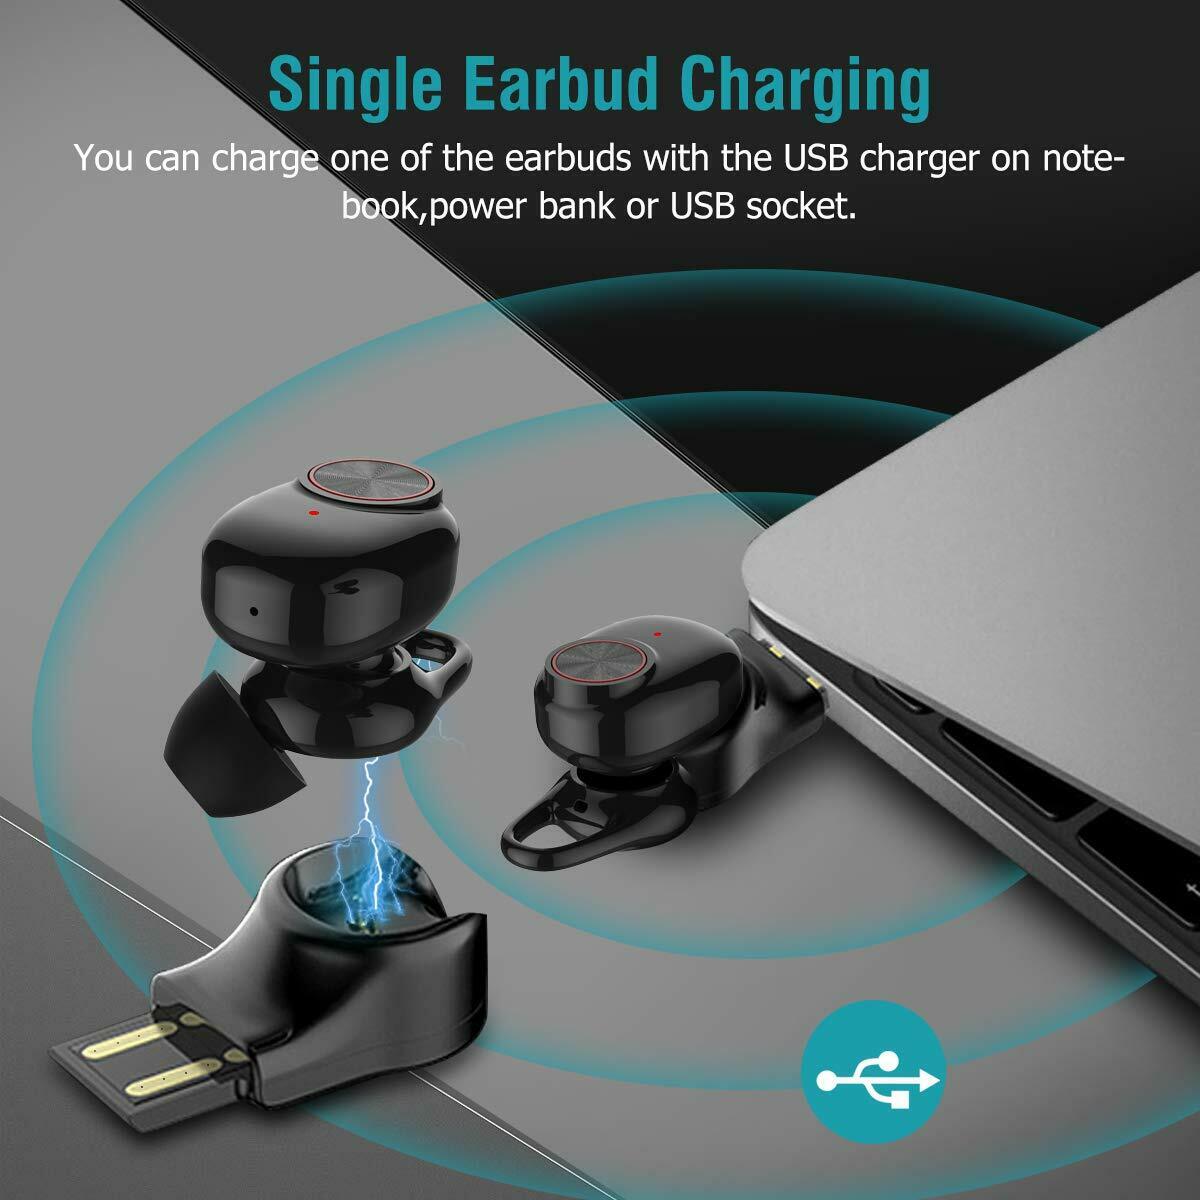 Single Earbud Charging
You can charge one of the earbuds with the USB charger on note-
book,power bank or USB socket.